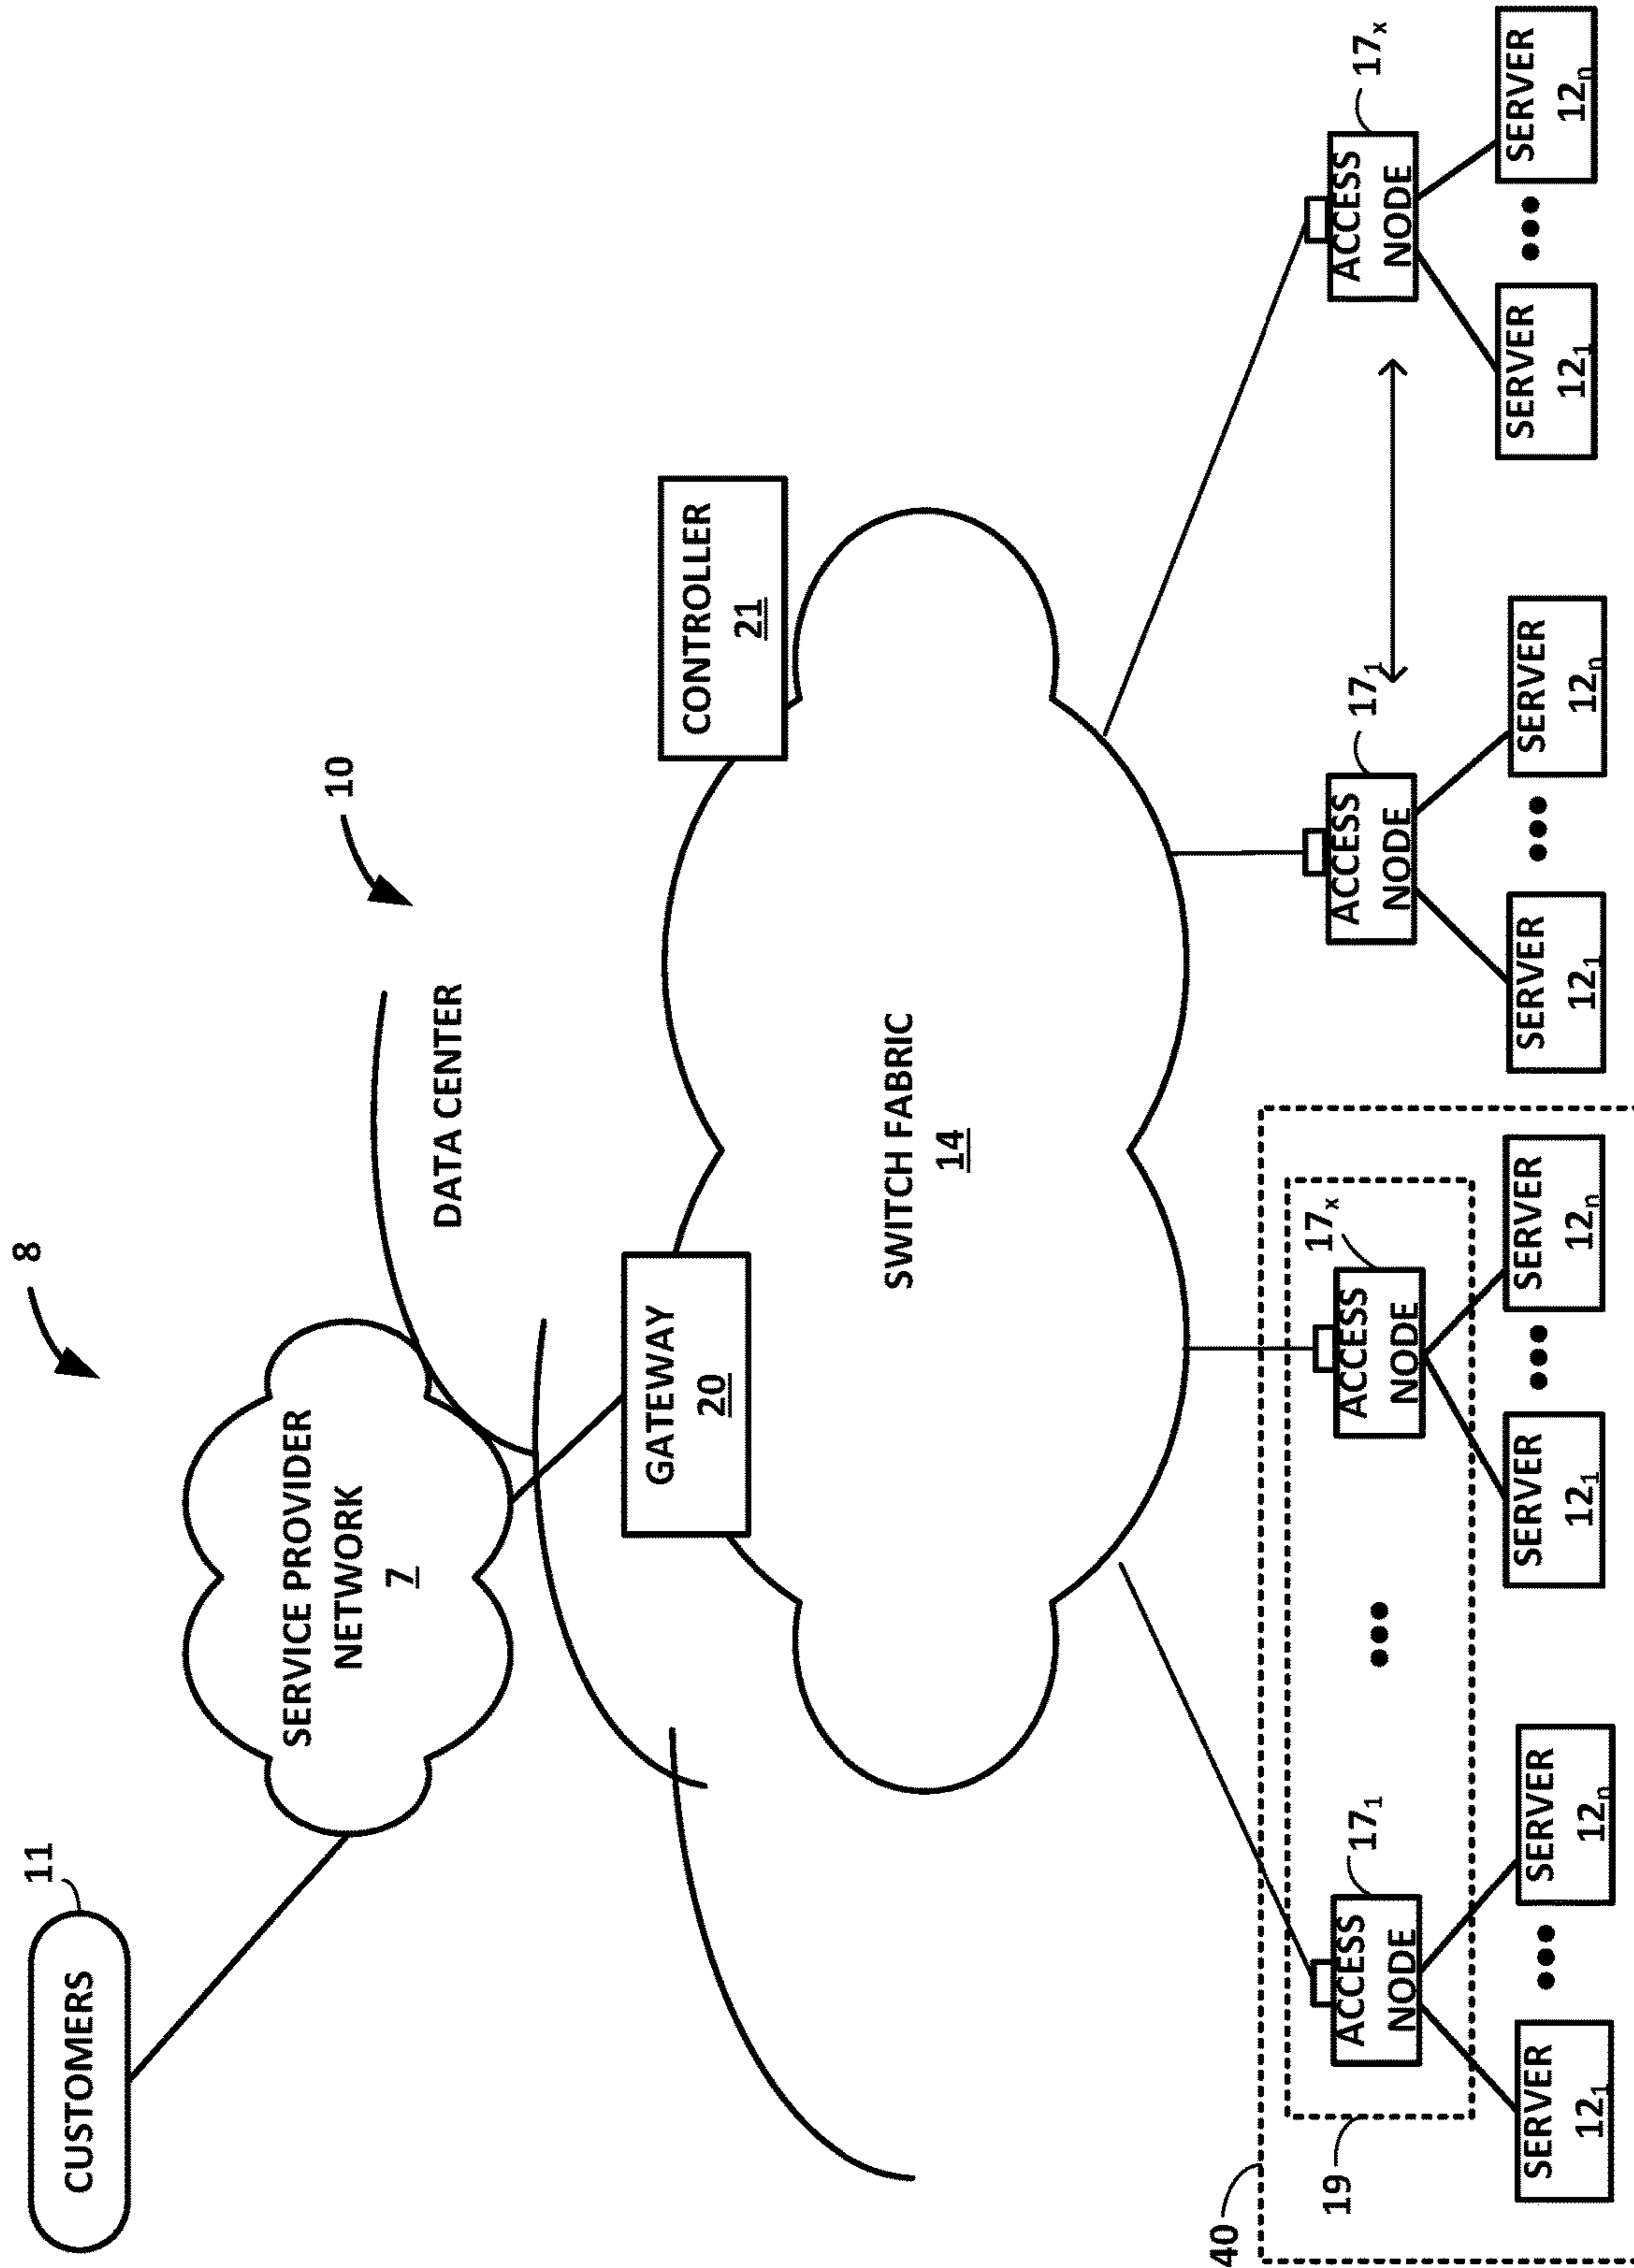 8
CUSTOMERS
11
SERVICE PROVIDER
NETWORK
7
10
DATA CENTER
GATEWAY
20
CONTROLLER
21
SWITCH FABRIC
14
40
19
ACCESS
NODE
17₁
ACCESS
NODE
17ₓ
ACCESS
NODE
17₁
ACCESS
NODE
17ₓ
SERVER
12₁
SERVER
12ₙ
SERVER
12₁
SERVER
12ₙ
SERVER
12₁
SERVER
12ₙ
SERVER
12₁
SERVER
12ₙ